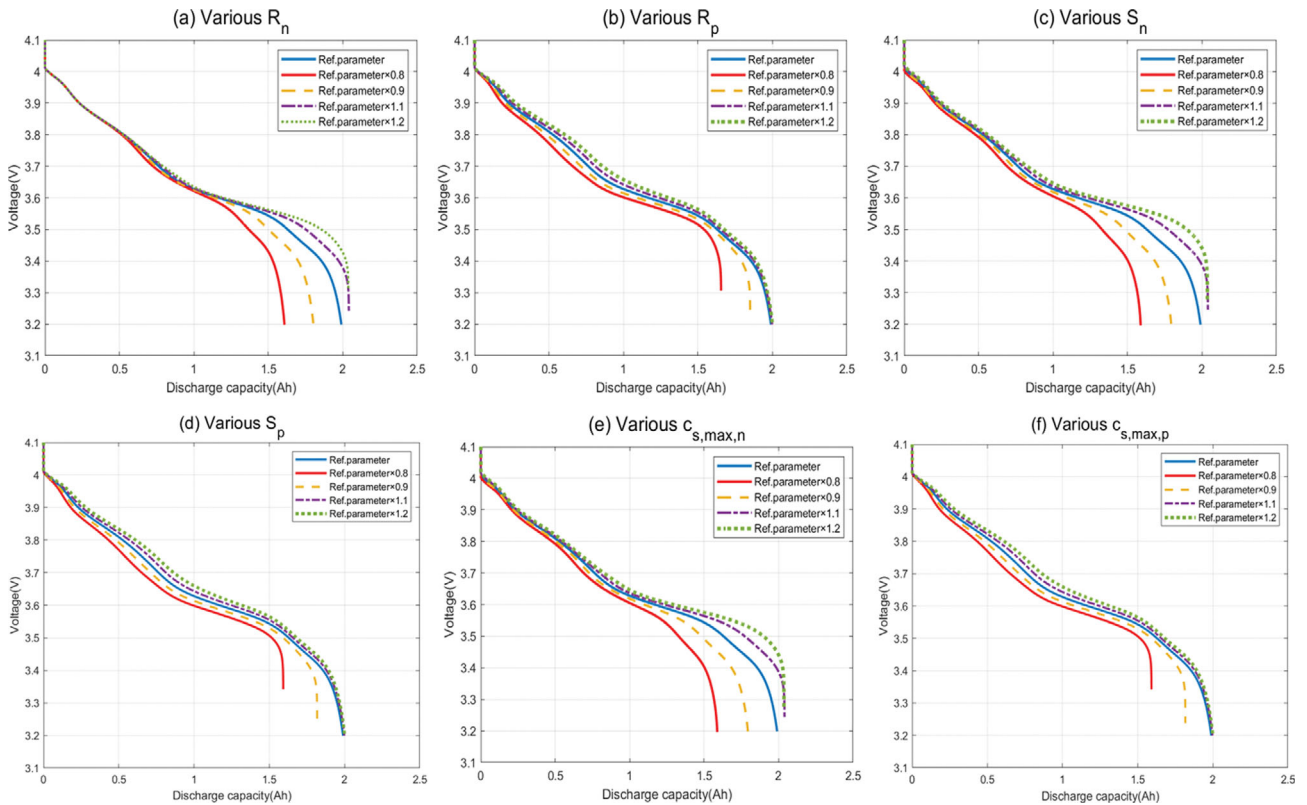 (a) Various R_n
4.1
4
3.9
3.8
3.7
3.6
3.5
3.4
3.3
3.2
3.1
Voltage(V)
Ref.parameter
Ref.parameter×0.8
Ref.parameter×0.9
Ref.parameter×1.1
Ref.parameter×1.2
0 0.5 1 1.5 2 2.5
Discharge capacity(Ah)
(b) Various R_p
4.1
4
3.9
3.8
3.7
3.6
3.5
3.4
3.3
3.2
3.1
Voltage(V)
Ref.parameter
Ref.parameter×0.8
Ref.parameter×0.9
Ref.parameter×1.1
Ref.parameter×1.2
0 0.5 1 1.5 2 2.5
Discharge capacity(Ah)
(c) Various S_n
4.1
4
3.9
3.8
3.7
3.6
3.5
3.4
3.3
3.2
3.1
Voltage(V)
Ref.parameter
Ref.parameter×0.8
Ref.parameter×0.9
Ref.parameter×1.1
Ref.parameter×1.2
0 0.5 1 1.5 2 2.5
Discharge capacity(Ah)
(d) Various S_p
4.1
4
3.9
3.8
3.7
3.6
3.5
3.4
3.3
3.2
3.1
Voltage(V)
Ref.parameter
Ref.parameter×0.8
Ref.parameter×0.9
Ref.parameter×1.1
Ref.parameter×1.2
0 0.5 1 1.5 2 2.5
Discharge capacity(Ah)
(e) Various c_s,max,n
4.1
4
3.9
3.8
3.7
3.6
3.5
3.4
3.3
3.2
3.1
Voltage(V)
Ref.parameter
Ref.parameter×0.8
Ref.parameter×0.9
Ref.parameter×1.1
Ref.parameter×1.2
0 0.5 1 1.5 2 2.5
Discharge capacity(Ah)
(f) Various c_s,max,p
4.1
4
3.9
3.8
3.7
3.6
3.5
3.4
3.3
3.2
3.1
Voltage(V)
Ref.parameter
Ref.parameter×0.8
Ref.parameter×0.9
Ref.parameter×1.1
Ref.parameter×1.2
0 0.5 1 1.5 2 2.5
Discharge capacity(Ah)